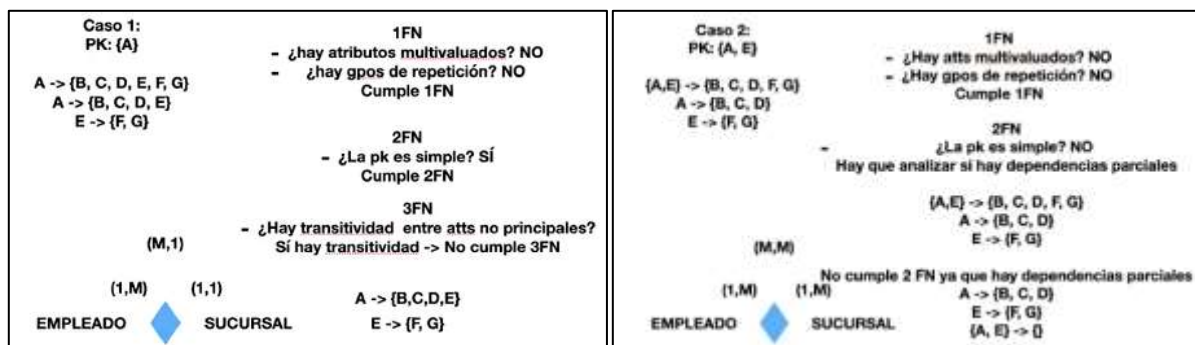 Caso 1:
PK: {A}
A -> {B, C, D, E, F, G}
A -> {B, C, D, E}
E -> {F, G}
1FN
- ¿hay atributos multivaluados? NO
- ¿hay gpos de repetición? NO
Cumple 1FN
2FN
- ¿La pk es simple? SÍ
Cumple 2FN
3FN
- ¿Hay transitividad entre atts no principales?
Sí hay transitividad -> No cumple 3FN
(M,1)
(1,M) (1,1)
EMPLEADO SUCURSAL
A -> {B,C,D,E}
E -> {F, G}
Caso 2:
PK: {A, E}
{A,E} -> {B, C, D, F, G}
A -> {B, C, D}
E -> {F, G}
1FN
- ¿Hay atts multivaluados? NO
- ¿Hay gpos de repetición? NO
Cumple 1FN
2FN
- ¿La pk es simple? NO
Hay que analizar si hay dependencias parciales
{A,E} -> {B, C, D, F, G}
A -> {B, C, D}
E -> {F, G}
(M,M)
(1,M) (1,M)
EMPLEADO SUCURSAL
No cumple 2 FN ya que hay dependencias parciales
A -> {B, C, D}
E -> {F, G}
{A, E} -> {}